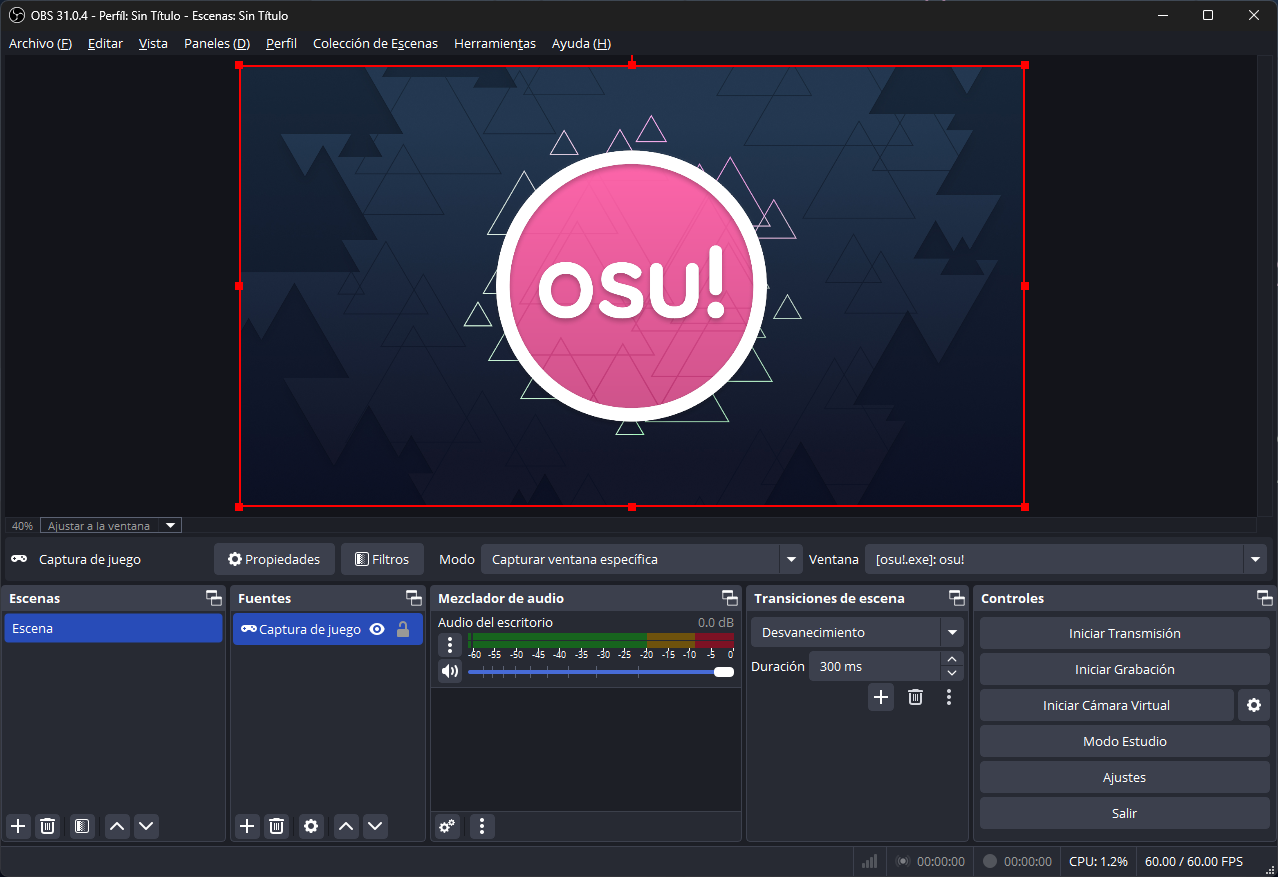 OBS 31.0.4 - Perfíl: Sin Título - Escenas: Sin Título
Archivo (F) Editar Vista Paneles (D) Perfil Colección de Escenas Herramientas Ayuda (H)
osu!
40% Ajustar a la ventana
Captura de juego Propiedades Filtros Modo Capturar ventana específica Ventana [osu!.exe]: osu!
Escenas
Escena
Fuentes
Captura de juego
Mezclador de audio
Audio del escritorio 0.0 dB
-60 -55 -50 -45 -40 -35 -30 -25 -20 -15 -10 -5 0
Transiciones de escena
Desvanecimiento
Duración 300 ms
Controles
Iniciar Transmisión
Iniciar Grabación
Iniciar Cámara Virtual
Modo Estudio
Ajustes
Salir
00:00:00 00:00:00 CPU: 1.2% 60.00 / 60.00 FPS